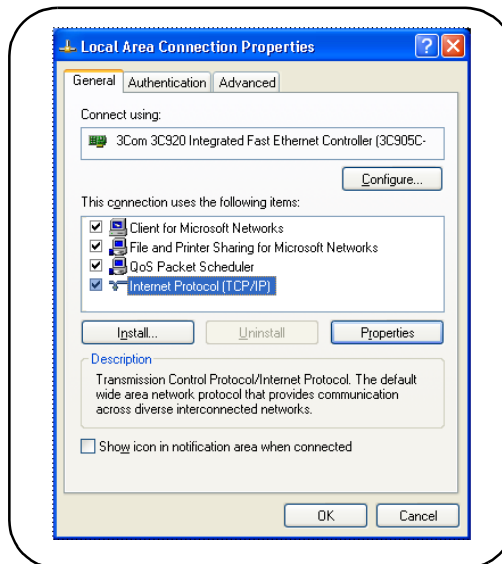 Local Area Connection Properties
General Authentication Advanced
Connect using:
3Com 3C920 Integrated Fast Ethernet Controller (3C905C-
Configure...
This connection uses the following items:
Client for Microsoft Networks
File and Printer Sharing for Microsoft Networks
QoS Packet Scheduler
Internet Protocol (TCP/IP)
Install... Uninstall Properties
Description
Transmission Control Protocol/Internet Protocol. The default
wide area network protocol that provides communication
across diverse interconnected networks.
Show icon in notification area when connected
OK Cancel